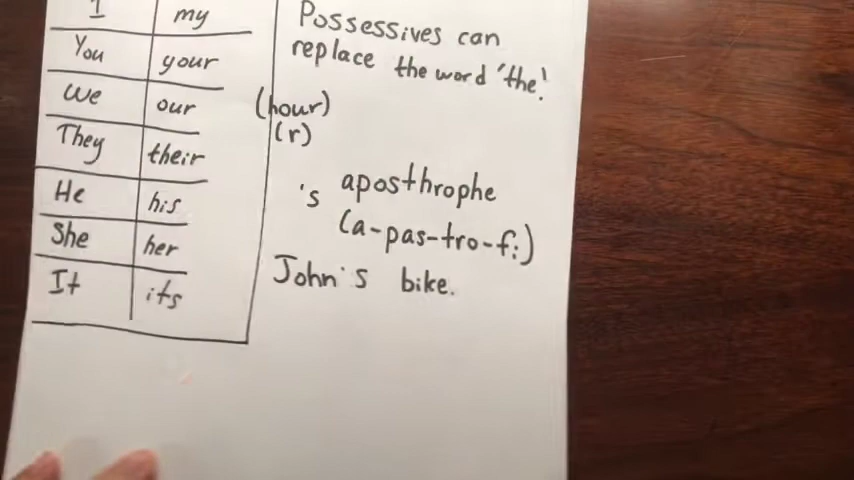 I my
You your
We our
They their
He his
She her
It its
Possessives can
replace the word 'the'.
(hour)
(r)
's aposthrophe
(a-pas-tro-f:)
John's bike.